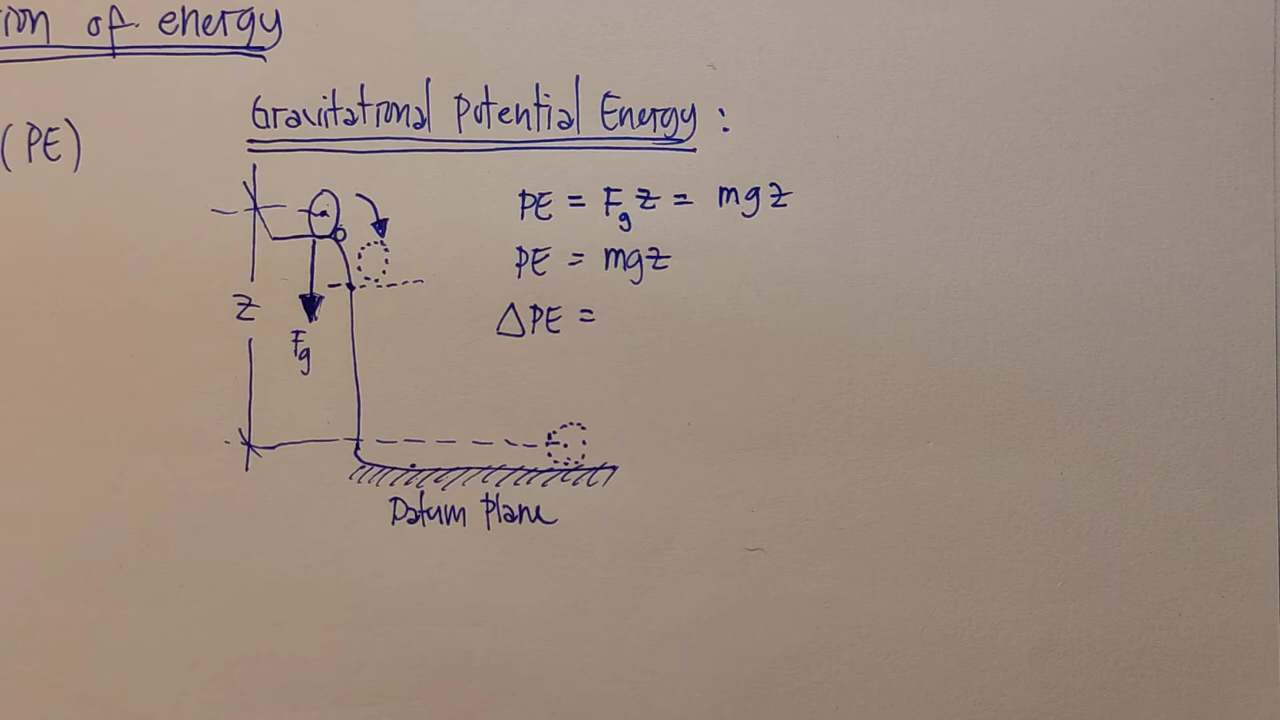 ion of energy
(PE)
Gravitational Potential Energy :
PE = Fg z = mgz
PE = mgz
ΔPE =
z
Fg
Datum Plane